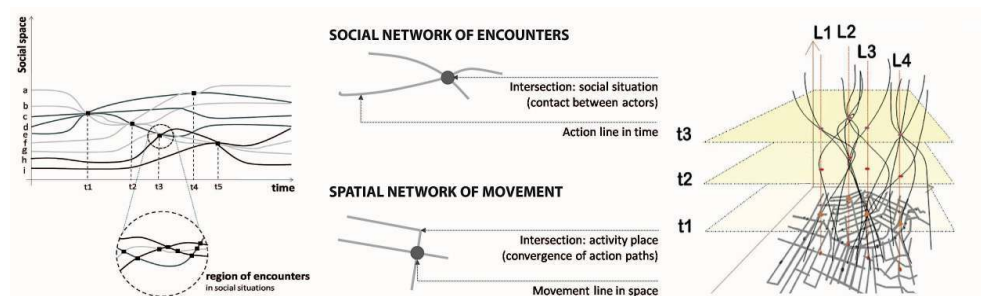 Social space
a
b
c
d
e
f
g
h
i
t1 t2 t3 t4 t5 time
region of encounters
in social situations
SOCIAL NETWORK OF ENCOUNTERS
Intersection: social situation
(contact between actors)
Action line in time
SPATIAL NETWORK OF MOVEMENT
Intersection: activity place
(convergence of action paths)
Movement line in space
L1 L2
L3
L4
t3
t2
t1